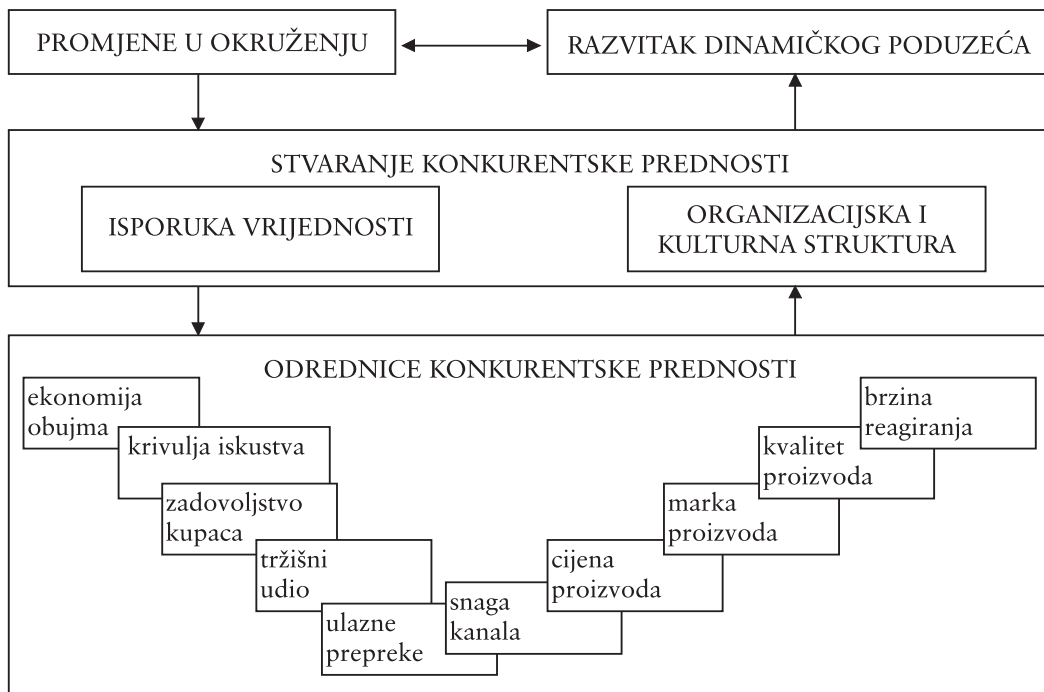 PROMJENE U OKRUŽENJU
RAZVITAK DINAMIČKOG PODUZEĆA
STVARANJE KONKURENTSKE PREDNOSTI
ISPORUKA VRIJEDNOSTI
ORGANIZACIJSKA I
KULTURNA STRUKTURA
ODREDNICE KONKURENTSKE PREDNOSTI
ekonomija
obujma
krivulja iskustva
zadovoljstvo
kupaca
tržišni
udio
ulazne
prepreke
snaga
kanala
cijena
proizvoda
marka
proizvoda
kvalitet
proizvoda
brzina
reagiranja